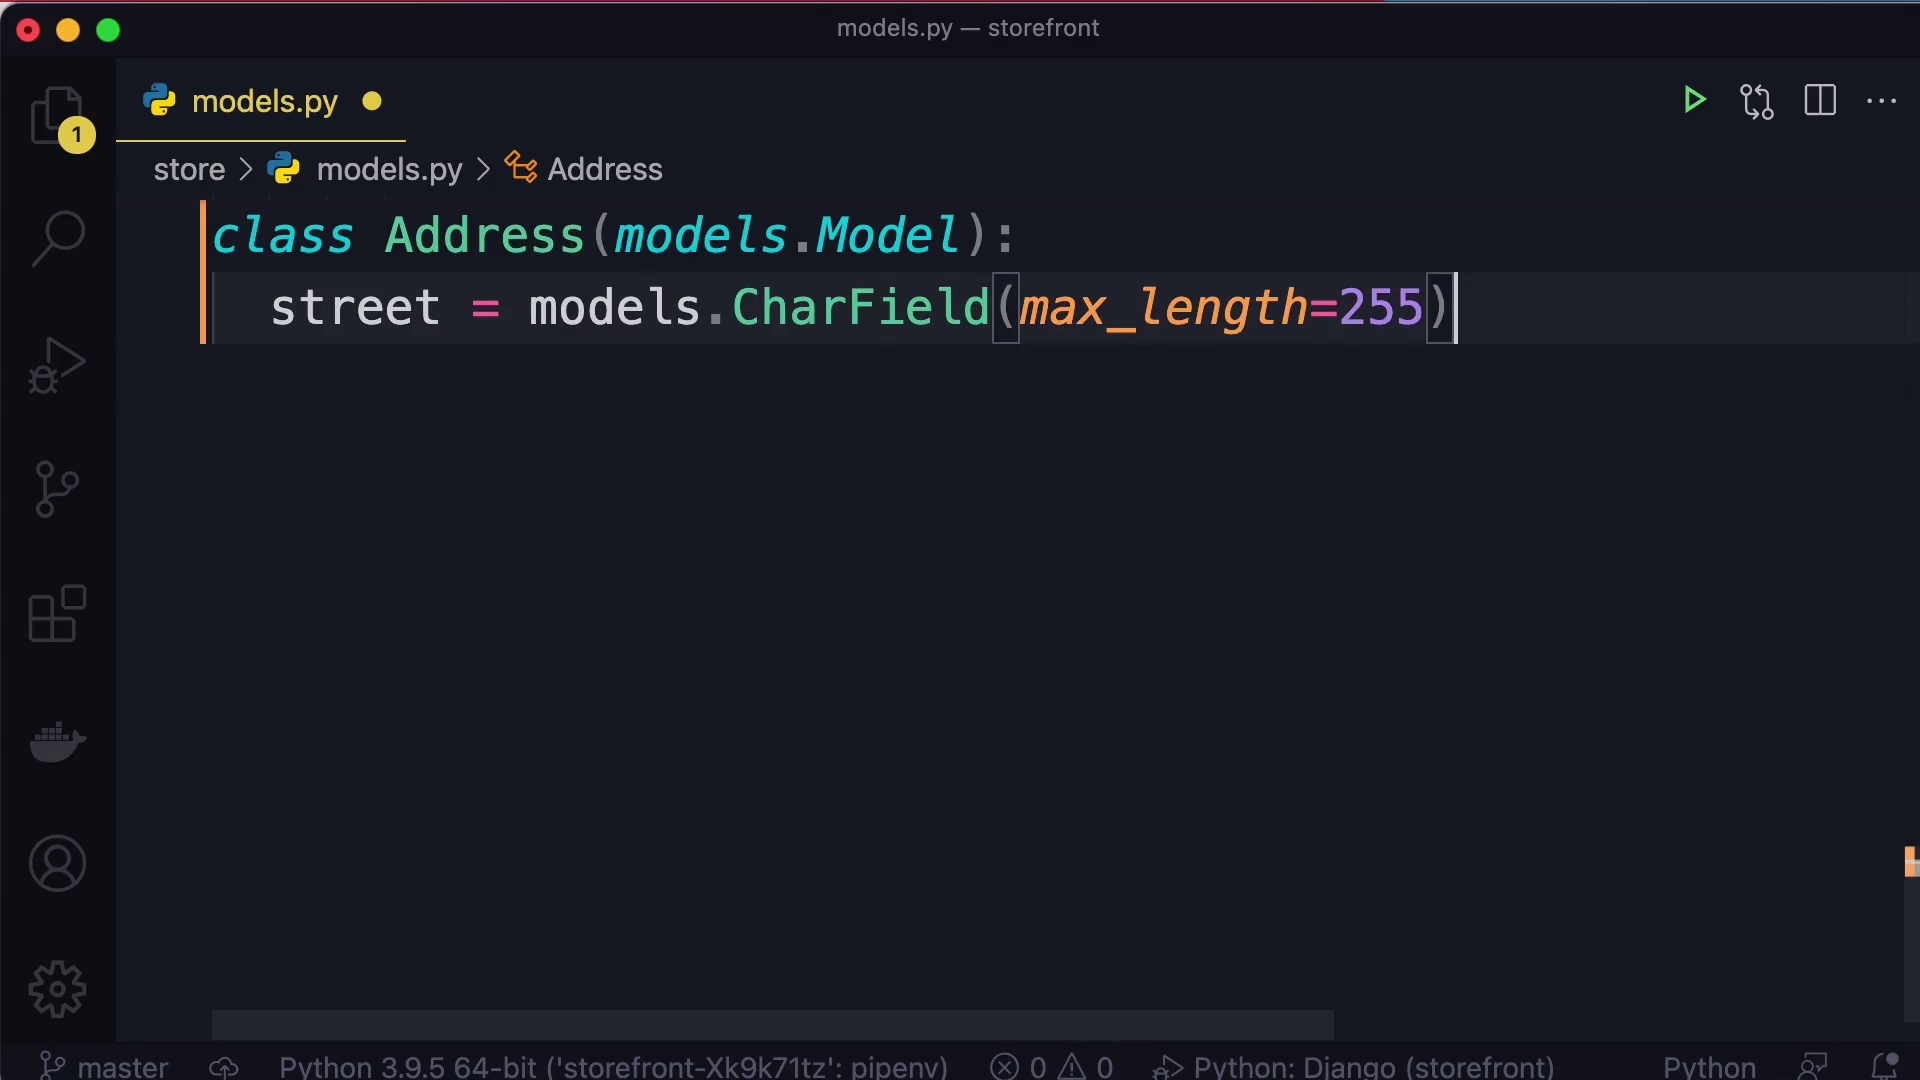 models.py — storefront
1
models.py
store > models.py > Address
class Address(models.Model):
street = models.CharField(max_length=255)
master Python 3.9.5 64-bit ('storefront-Xk9k71tz': pipenv) 0 0 Python: Django (storefront) Python